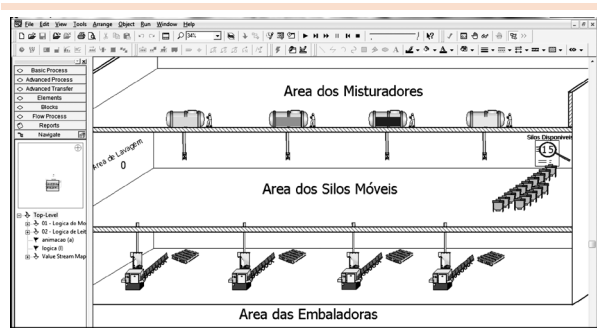 File Edit View Tools Arrange Object Run Window Help
34%
Basic Process
Advanced Process
Advanced Transfer
Elements
Blocks
Flow Process
Reports
Navigate
Top-Level
01 - Logica do Mo
02 - Logica de Leit
animacao (a)
logica (l)
Value Stream Map
Area dos Misturadores
Area de Lavagem
0
Silos Disponiveis
15
Area dos Silos Móveis
Area das Embaladoras